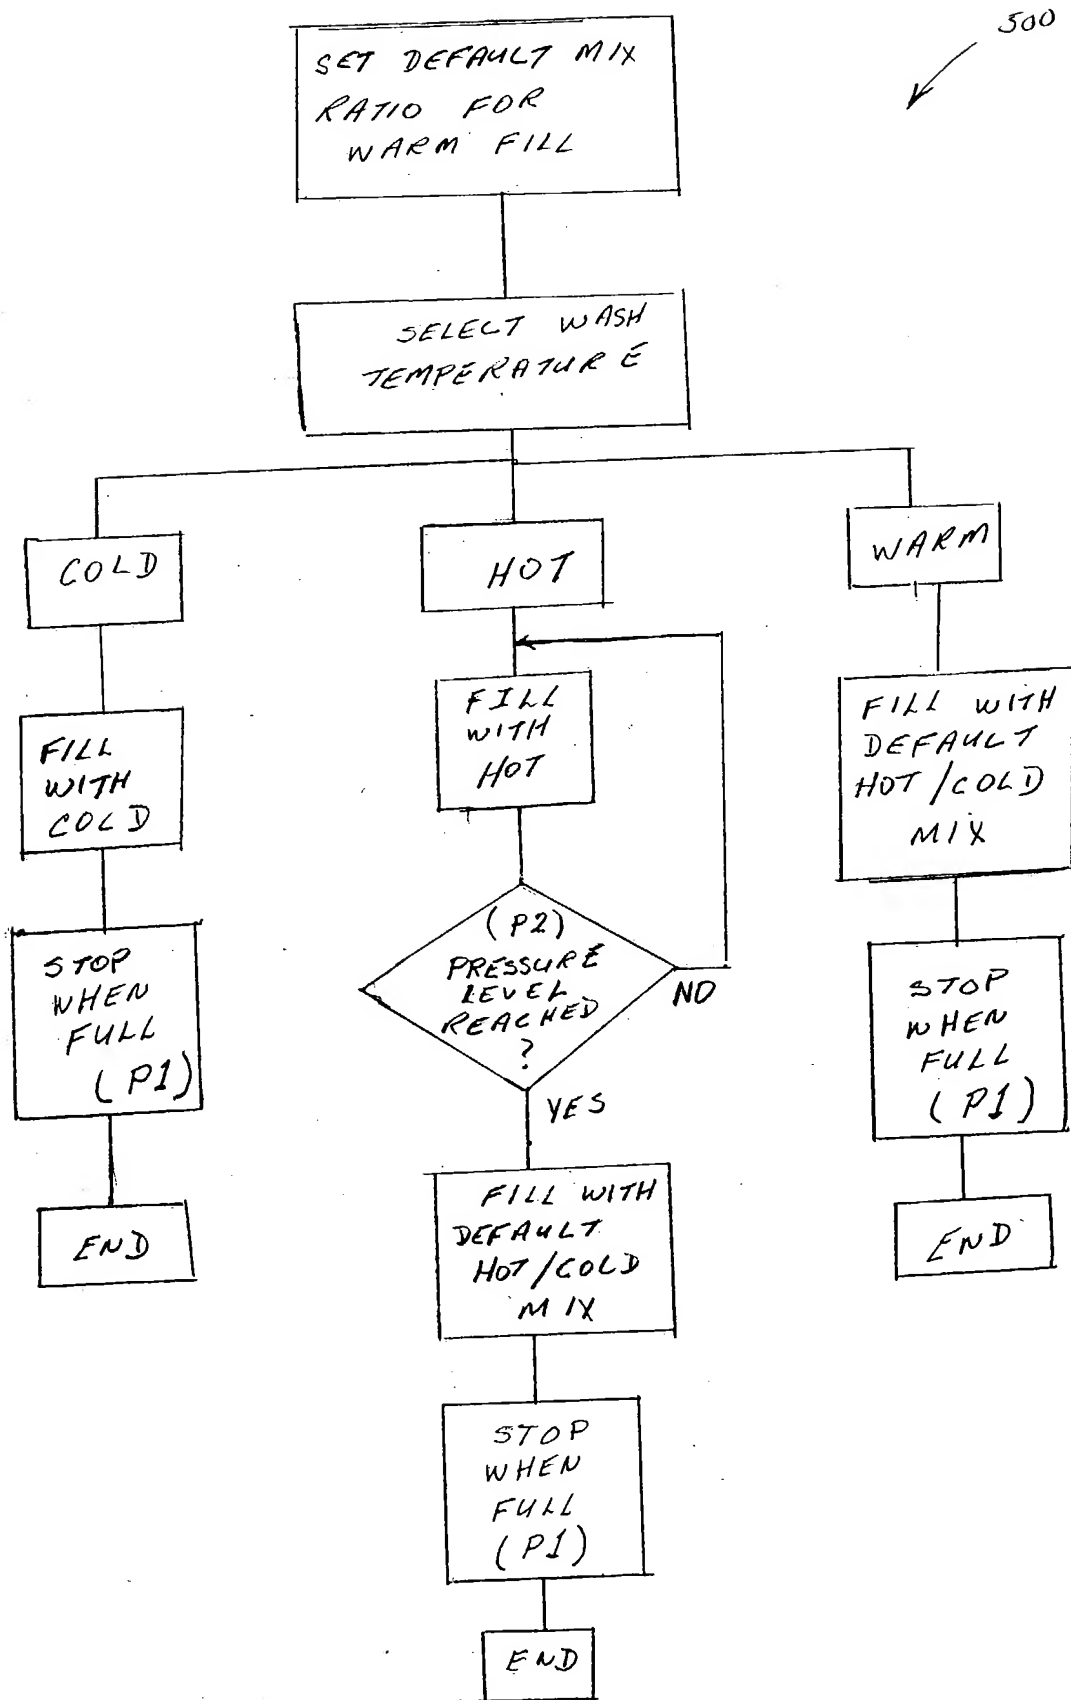 500
SET DEFAULT MIX
RATIO FOR
WARM FILL
SELECT WASH
TEMPERATURE
COLD
FILL
WITH
COLD
STOP
WHEN
FULL
(P1)
END
HOT
FILL
WITH
HOT
(P2)
PRESSURE
LEVEL
REACHED
?
NO
YES
FILL WITH
DEFAULT
HOT/COLD
MIX
STOP
WHEN
FULL
(P1)
END
WARM
FILL WITH
DEFAULT
HOT/COLD
MIX
STOP
WHEN
FULL
(P1)
END